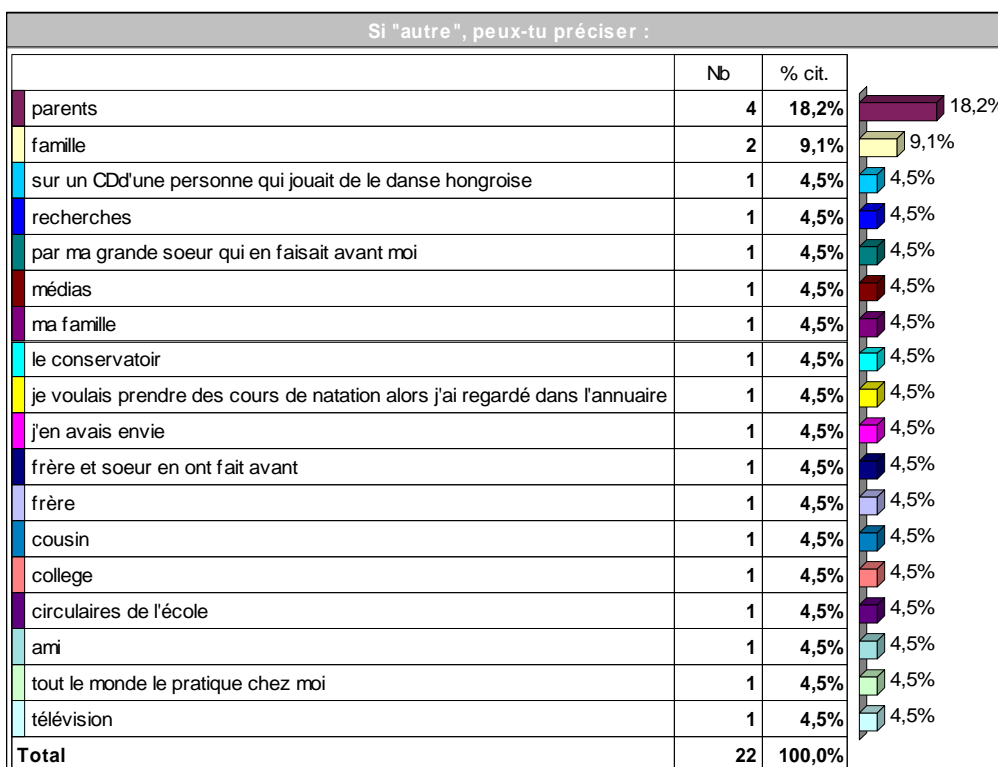 Si "autre", peux-tu préciser :
Nb % cit.
parents 4 18,2% 18,2%
famille 2 9,1% 9,1%
sur un CDd'une personne qui jouait de le danse hongroise 1 4,5% 4,5%
recherches 1 4,5% 4,5%
par ma grande soeur qui en faisait avant moi 1 4,5% 4,5%
médias 1 4,5% 4,5%
ma famille 1 4,5% 4,5%
le conservatoir 1 4,5% 4,5%
je voulais prendre des cours de natation alors j'ai regardé dans l'annuaire 1 4,5% 4,5%
j'en avais envie 1 4,5% 4,5%
frère et soeur en ont fait avant 1 4,5% 4,5%
frère 1 4,5% 4,5%
cousin 1 4,5% 4,5%
college 1 4,5% 4,5%
circulaires de l'école 1 4,5% 4,5%
ami 1 4,5% 4,5%
tout le monde le pratique chez moi 1 4,5% 4,5%
télévision 1 4,5% 4,5%
Total 22 100,0%